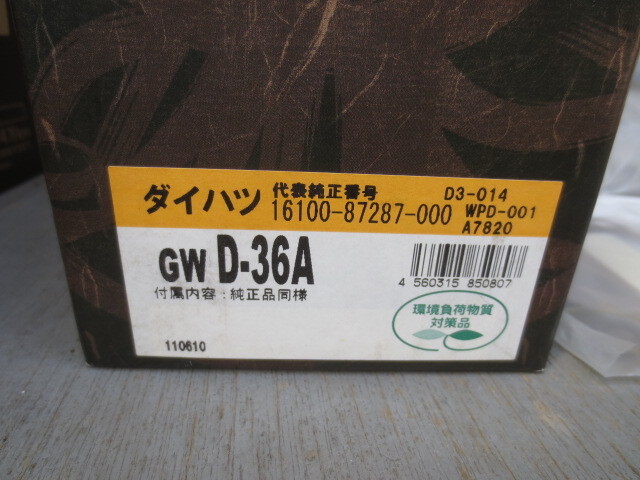 ダイハツ 代表純正番号 D3-014
16100-87287-000 WPD-001
A7820
GW D-36A
付属内容:純正品同様
4 560315 850807
環境負荷物質
対策品
110610